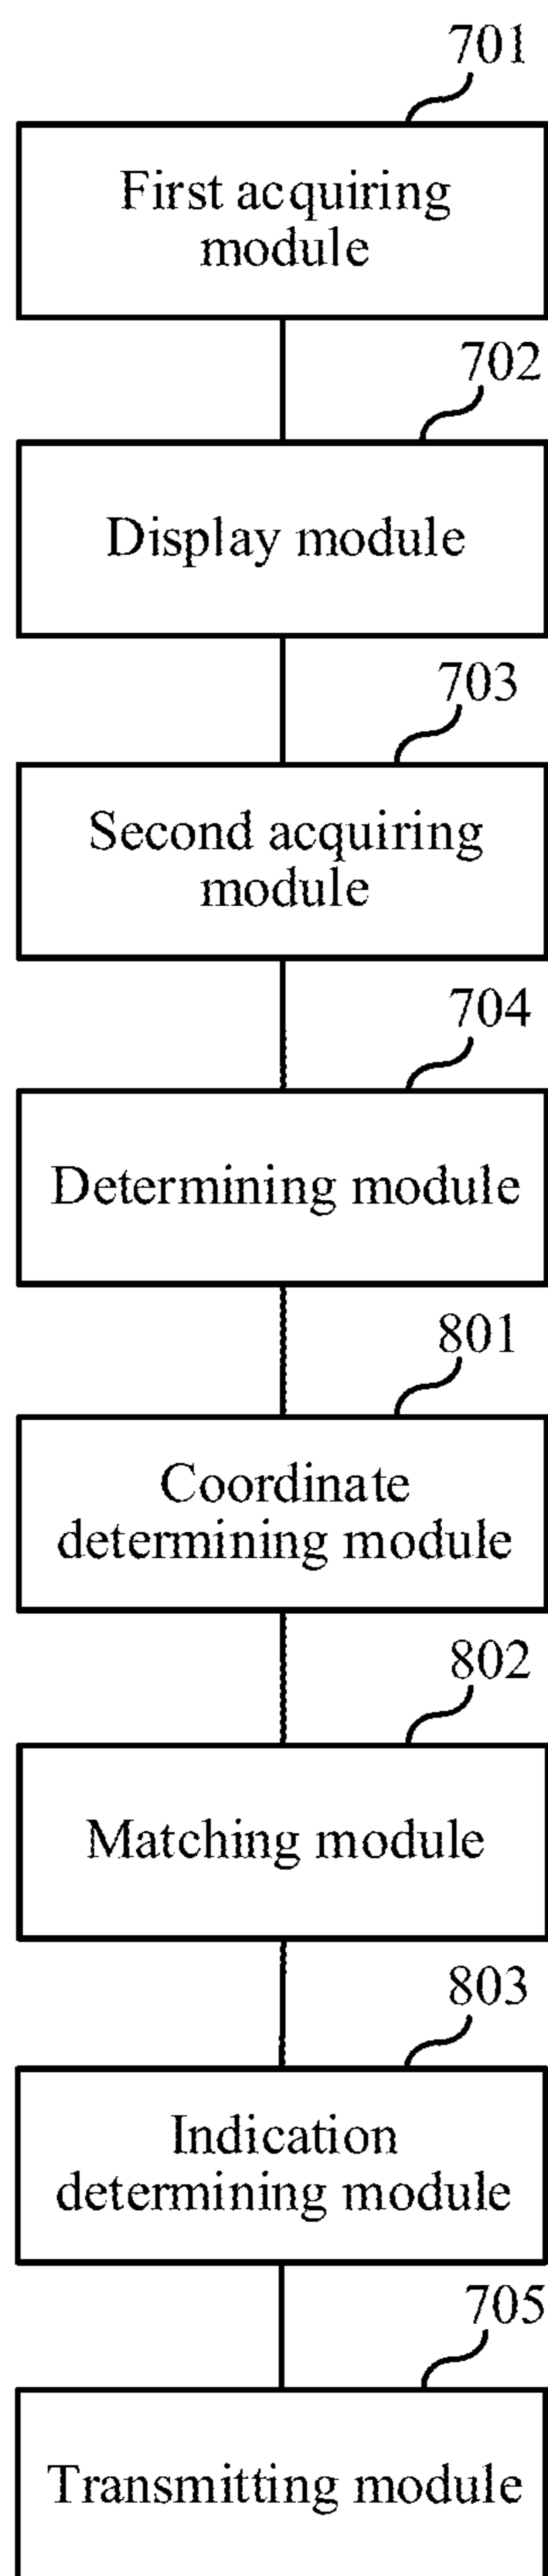 701
First acquiring
module
702
Display module
703
Second acquiring
module
704
Determining module
801
Coordinate
determining module
802
Matching module
803
Indication
determining module
705
Transmitting module